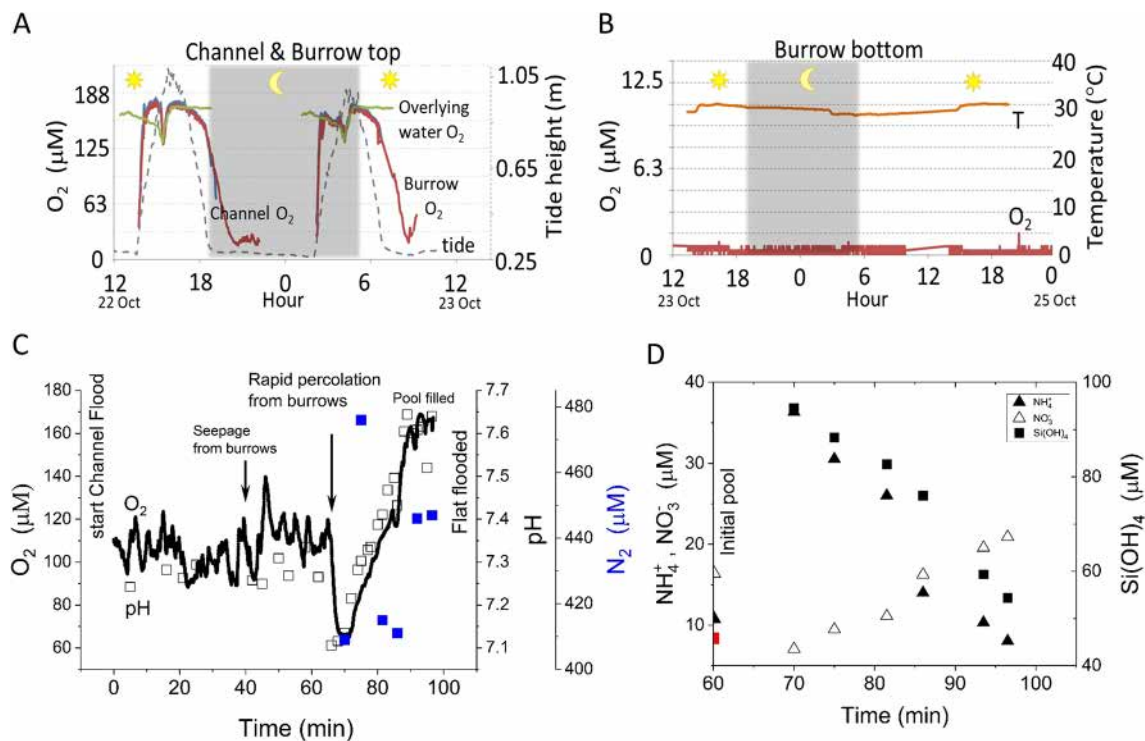 A
Channel & Burrow top
O₂ (μM)
188
125
63
0
1.05
0.65
0.25
Tide height (m)
Overlying
water O₂
Burrow
O₂
Channel O₂
tide
12
18
0
6
12
22 Oct
Hour
23 Oct
B
Burrow bottom
O₂ (μM)
12.5
6.3
0
40
30
20
10
0
Temperature (°C)
T
O₂
12
18
0
6
12
18
0
23 Oct
Hour
25 Oct
C
O₂ (μM)
180
160
140
120
100
80
60
start Channel Flood
Rapid percolation
from burrows
Pool filled
Seepage
from burrows
O₂
pH
Flat flooded
7.7
7.6
7.5
7.4
7.3
7.2
7.1
pH
480
460
440
420
400
N₂ (μM)
0
20
40
60
80
100
Time (min)
D
NH₄⁺, NO₃⁻ (μM)
40
30
20
10
Initial pool
NH₄⁺
NO₃⁻
Si(OH)₄
100
80
60
40
Si(OH)₄ (μM)
60
70
80
90
100
Time (min)